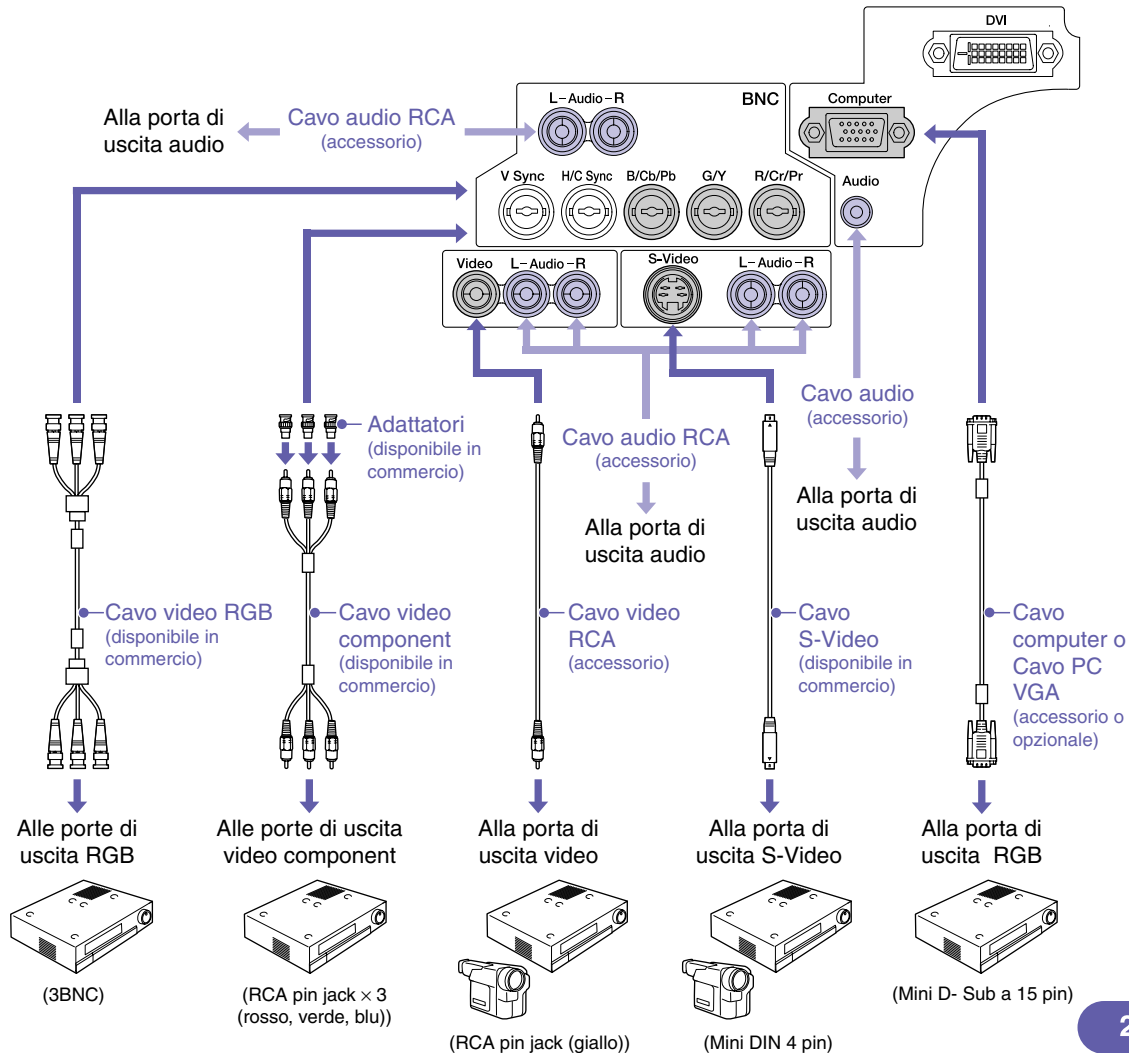 DVI
L–Audio–R
BNC
Computer
Alla porta di
uscita audio
Cavo audio RCA
(accessorio)
V Sync
H/C Sync
B/Cb/Pb
G/Y
R/Cr/Pr
Audio
Video
L–Audio–R
S-Video
L–Audio–R
Adattatori
(disponibile in
commercio)
Cavo audio RCA
(accessorio)
Alla porta di
uscita audio
Cavo audio
(accessorio)
Alla porta di
uscita audio
Cavo video RGB
(disponibile in
commercio)
Cavo video
component
(disponibile in
commercio)
Cavo video
RCA
(accessorio)
Cavo
S-Video
(disponibile in
commercio)
Cavo
computer o
Cavo PC
VGA
(accessorio o
opzionale)
Alle porte di
uscita RGB
Alle porte di uscita
video component
Alla porta di
uscita video
Alla porta di
uscita S-Video
Alla porta di
uscita RGB
(3BNC)
(RCA pin jack × 3
(rosso, verde, blu))
(RCA pin jack (giallo))
(Mini DIN 4 pin)
(Mini D- Sub a 15 pin)
2